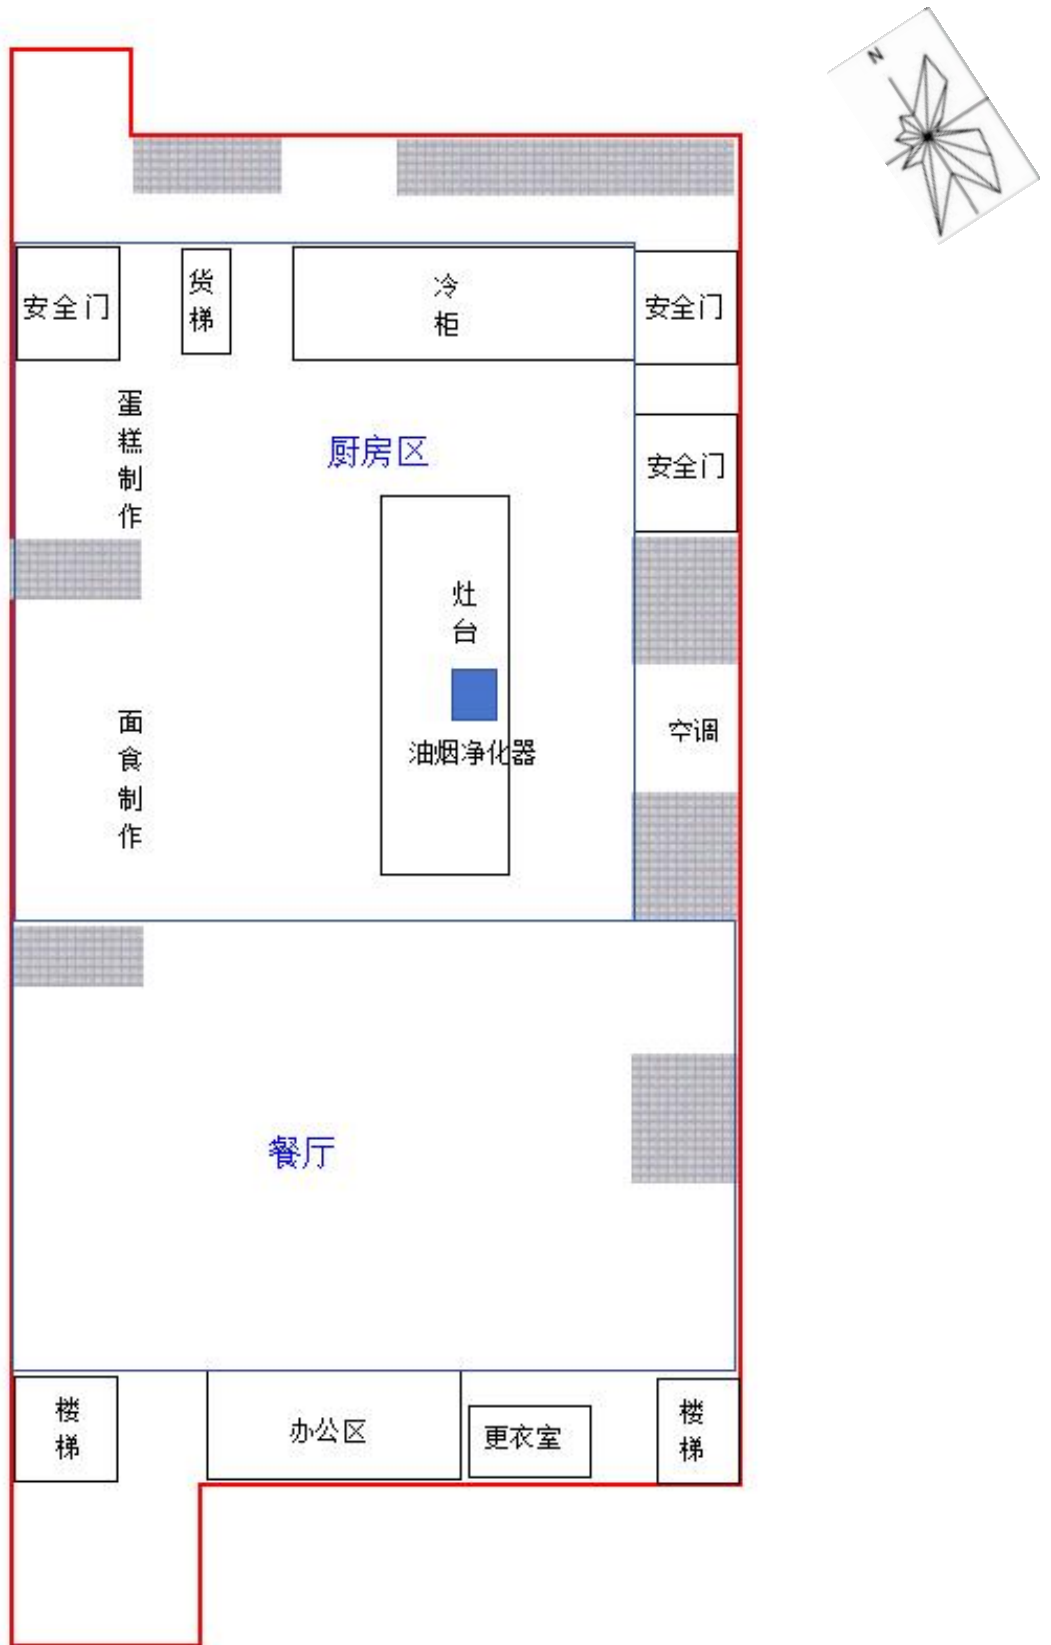 N
安全门
货梯
冷柜
安全门
蛋糕制作
厨房区
安全门
灶台
面食制作
空调
油烟净化器
餐厅
楼梯
办公区
更衣室
楼梯